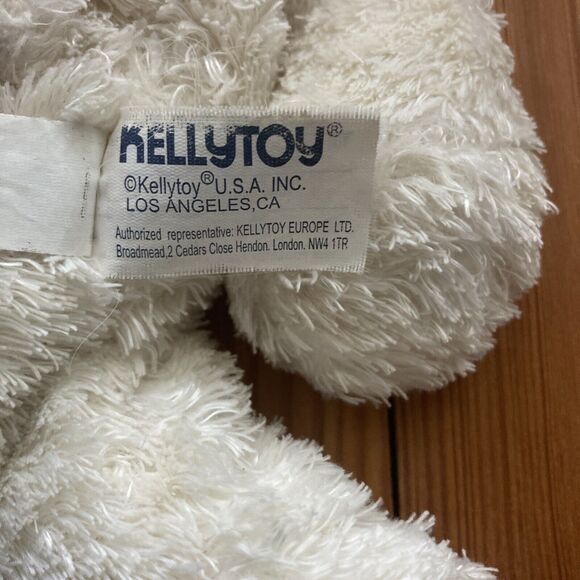 KELLYTOY®
©Kellytoy® U.S.A. INC.
LOS ANGELES,CA
Authorized representative: KELLYTOY EUROPE LTD.
Broadmead,2 Cedars Close Hendon. London. NW4 1TR